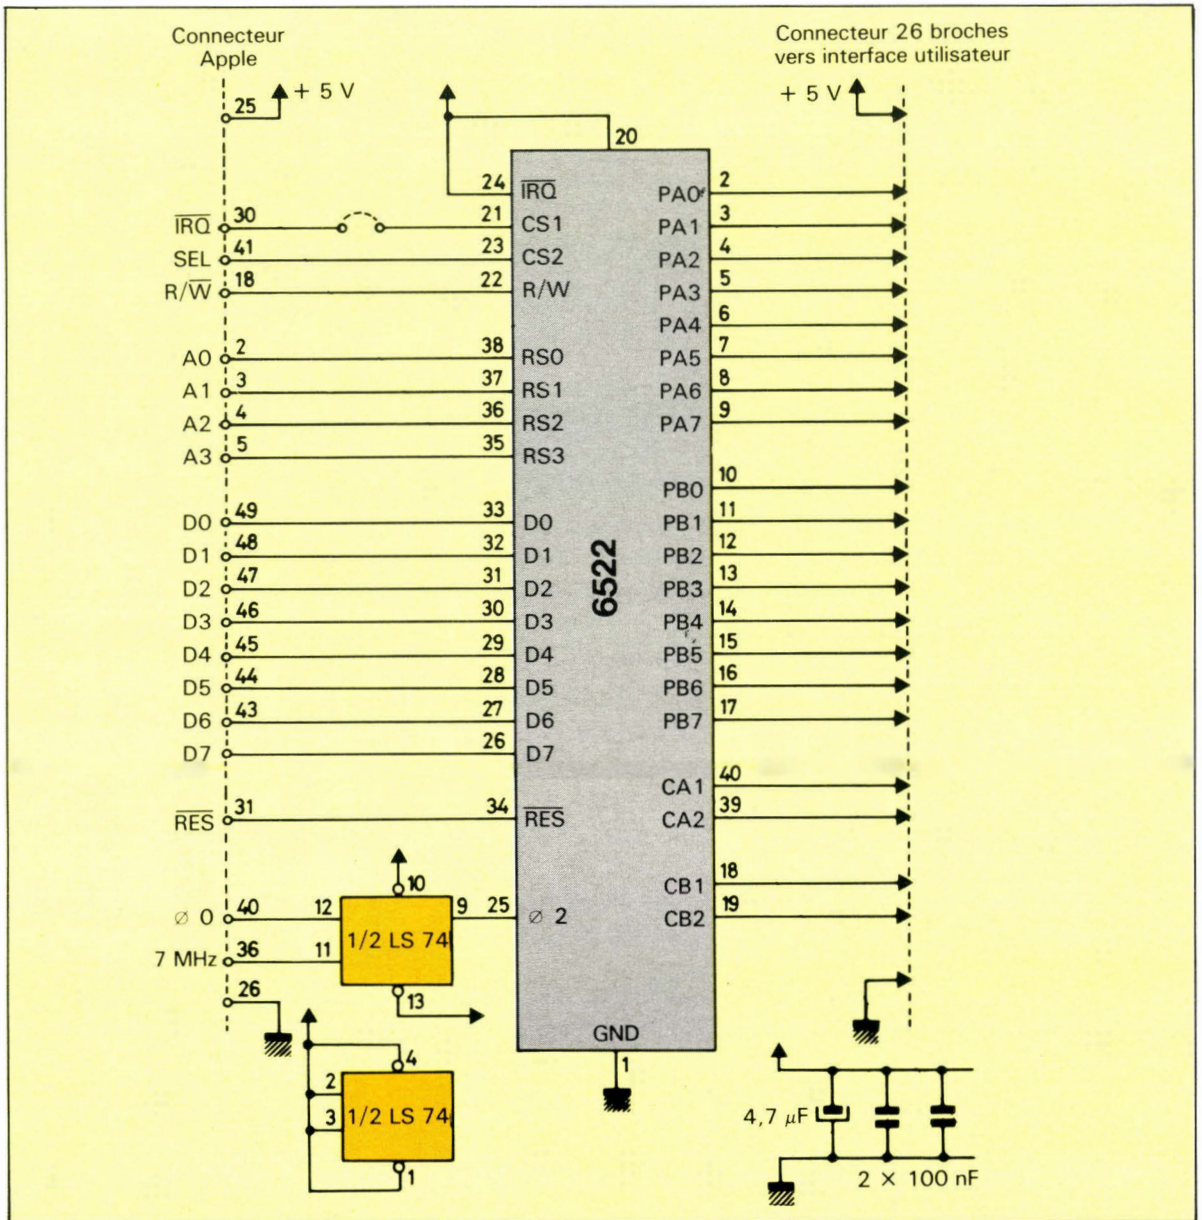 Connecteur
Apple
Connecteur 26 broches
vers interface utilisateur
25
+ 5 V
+ 5 V
20
24 IRQ
PA0 2
IRQ 30
21 CS1
PA1 3
SEL 41
23 CS2
PA2 4
R/W 18
22 R/W
PA3 5
PA4 6
A0 2
38 RS0
PA5 7
A1 3
37 RS1
PA6 8
A2 4
36 RS2
PA7 9
A3 5
35 RS3
PB0 10
D0 49
33 D0
PB1 11
D1 48
32 D1
PB2 12
D2 47
31 D2
PB3 13
D3 46
30 D3
PB4 14
D4 45
29 D4
PB5 15
D5 44
28 D5
PB6 16
D6 43
27 D6
PB7 17
D7
26 D7
6522
CA1 40
RES 31
34 RES
CA2 39
10
CB1 18
Ø 0 40
12
1/2 LS 74
9
25 Ø 2
CB2 19
7 MHz 36
11
26
13
GND
1
4
2
3
1/2 LS 74
1
4,7 µF
2 × 100 nF